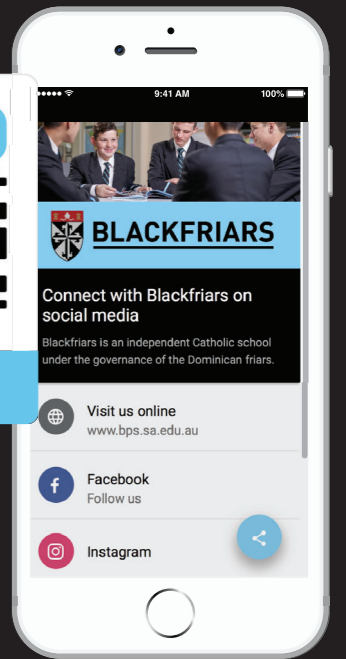 9:41 AM
100%
BLACKFRIARS
Connect with Blackfriars on
social media
Blackfriars is an independent Catholic school
under the governance of the Dominican friars.
Visit us online
www.bps.sa.edu.au
Facebook
Follow us
Instagram